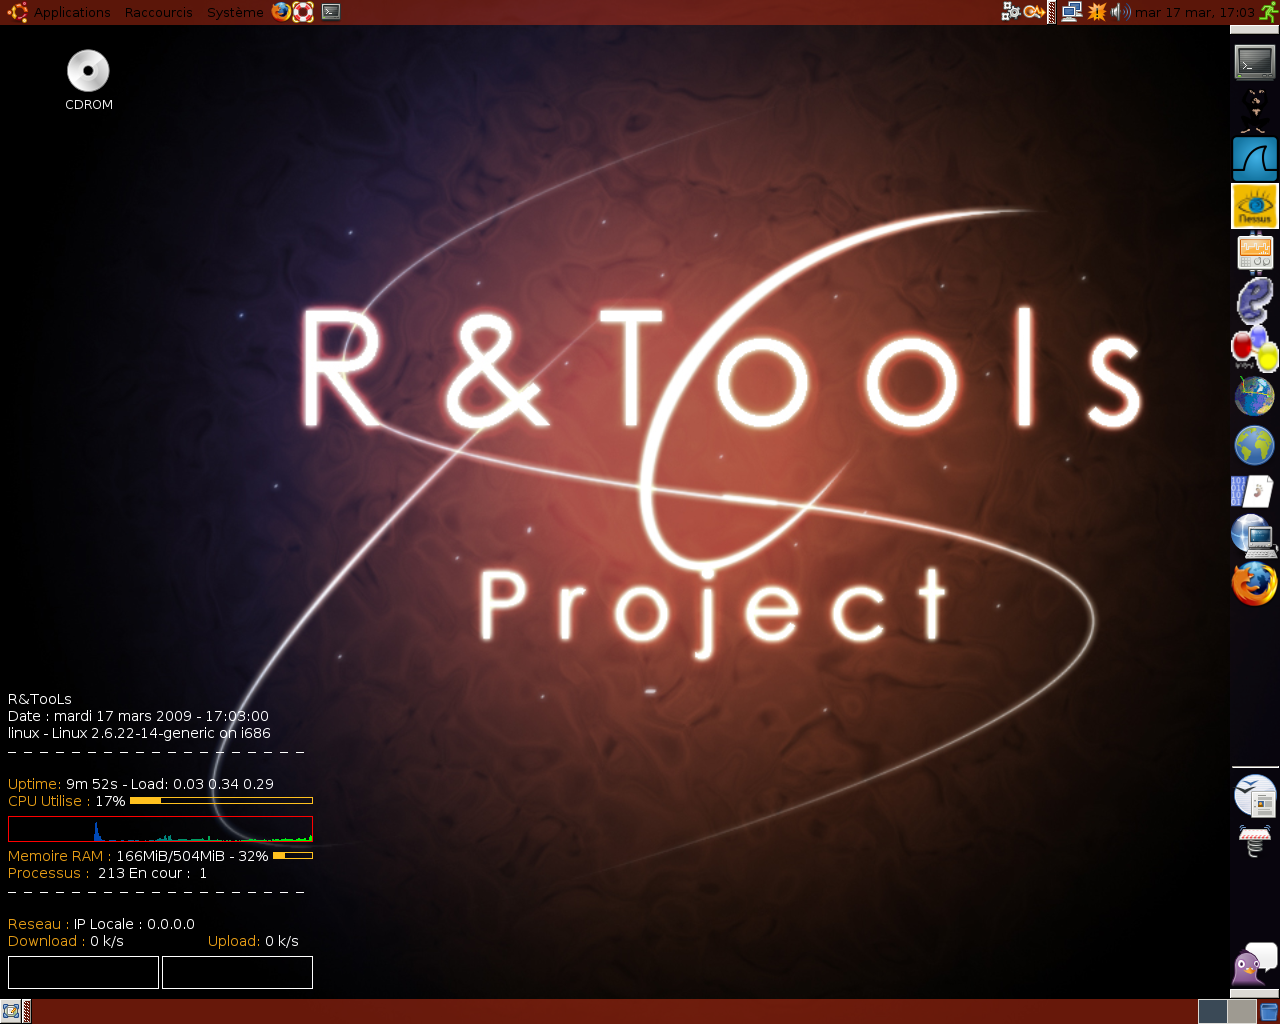 Applications Raccourcis Système
mar 17 mar, 17:03
CDROM
Nessus
R&Tools
Project
R&TooLs
Date : mardi 17 mars 2009 - 17:03:00
linux - Linux 2.6.22-14-generic on i686
Uptime: 9m 52s - Load: 0.03 0.34 0.29
CPU Utilise : 17%
Memoire RAM : 166MiB/504MiB - 32%
Processus : 213 En cour : 1
Reseau : IP Locale : 0.0.0.0
Download : 0 k/s Upload: 0 k/s